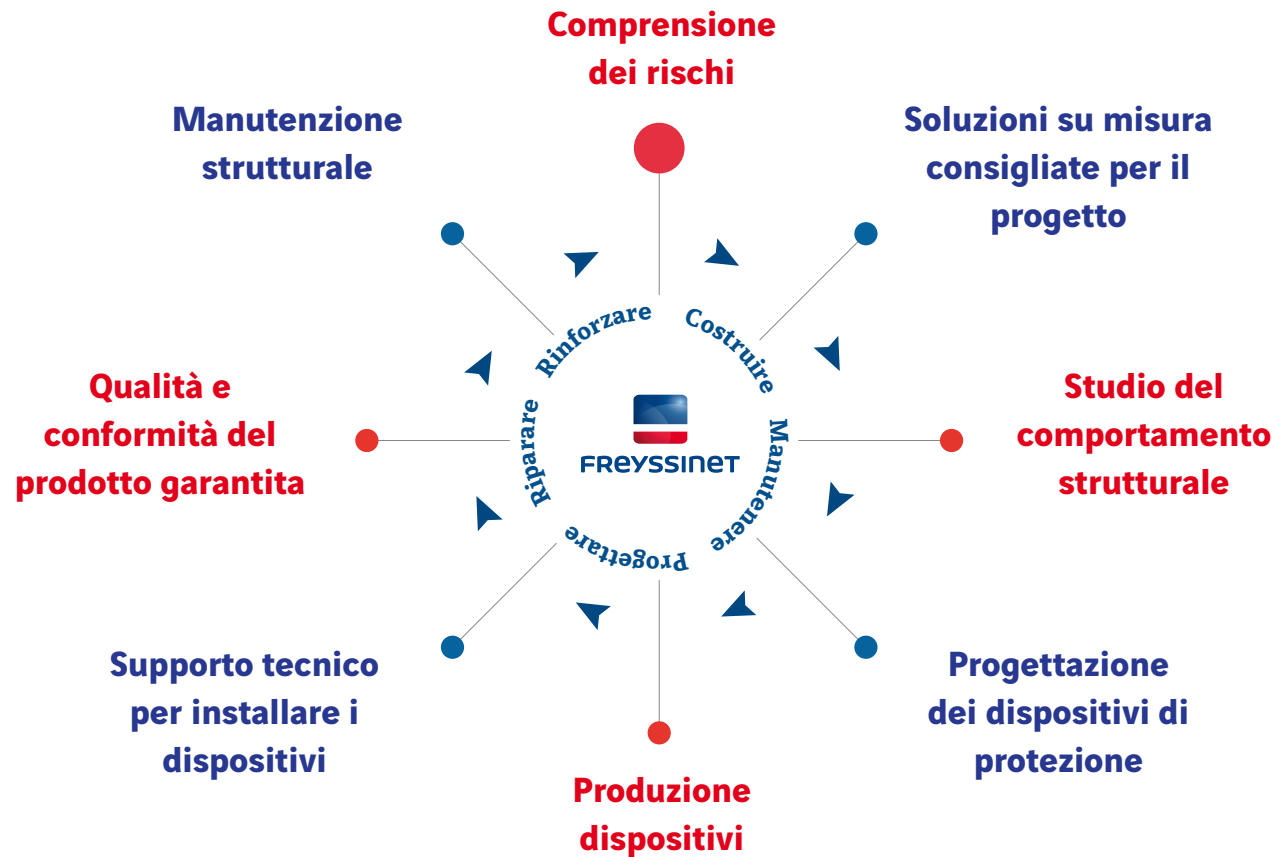 Comprensione
dei rischi
Soluzioni su misura
consigliate per il
progetto
Studio del
comportamento
strutturale
Progettazione
dei dispositivi di
protezione
Produzione
dispositivi
Supporto tecnico
per installare i
dispositivi
Qualità e
conformità del
prodotto garantita
Manutenzione
strutturale
Costruire
Manutenere
Progettare
Riparare
Rinforzare
FREYSSINET